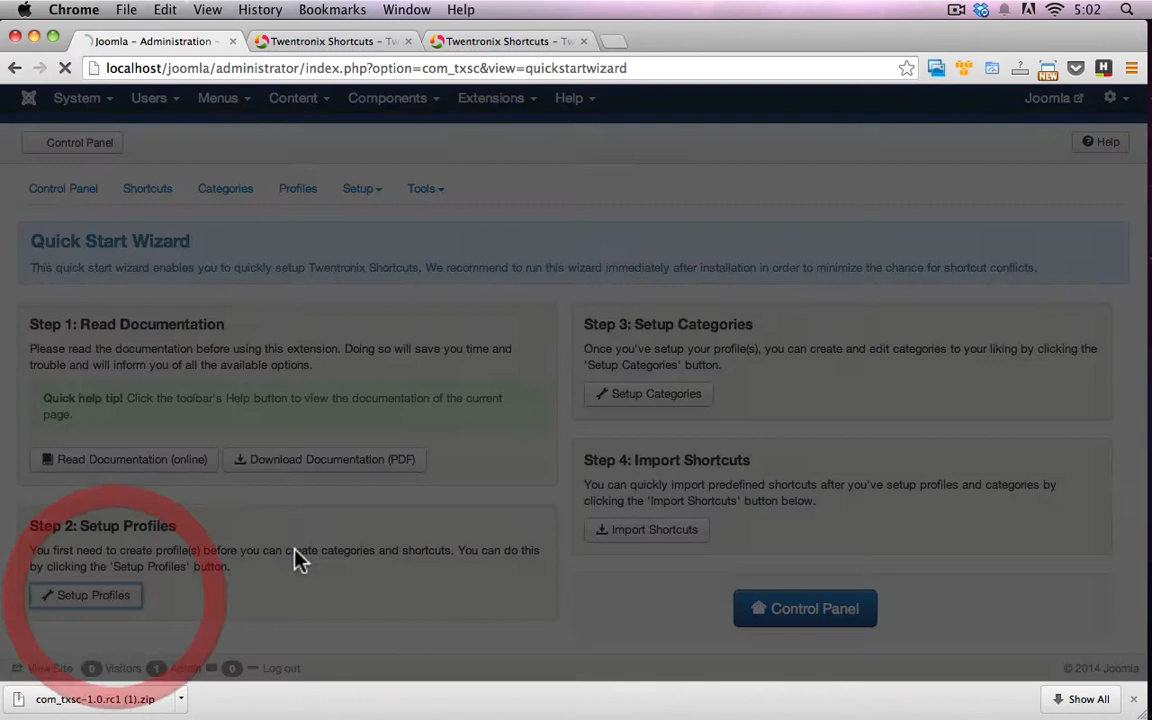 Chrome File Edit View History Bookmarks Window Help 5:02
Joomla – Administration – Twentronix Shortcuts – Tw Twentronix Shortcuts – Tw
localhost/joomla/administrator/index.php?option=com_txsc&view=quickstartwizard NEW H
System Users Menus Content Components Extensions Help Joomla
Control Panel Help
Control Panel Shortcuts Categories Profiles Setup Tools
Quick Start Wizard
This quick start wizard enables you to quickly setup Twentronix Shortcuts. We recommend to run this wizard immediately after installation in order to minimize the chance for shortcut conflicts.
Step 1: Read Documentation
Please read the documentation before using this extension. Doing so will save you time and
trouble and will inform you of all the available options.
Quick help tip! Click the toolbar's Help button to view the documentation of the current
page.
Read Documentation (online) Download Documentation (PDF)
Step 2: Setup Profiles
You first need to create profile(s) before you can create categories and shortcuts. You can do this
by clicking the 'Setup Profiles' button.
Setup Profiles
Step 3: Setup Categories
Once you've setup your profile(s), you can create and edit categories to your liking by clicking the
'Setup Categories' button.
Setup Categories
Step 4: Import Shortcuts
You can quickly import predefined shortcuts after you've setup profiles and categories by
clicking the 'Import Shortcuts' button below.
Import Shortcuts
Control Panel
View Site 0 Visitors 1 Admin 0 Log out © 2014 Joomla
com_txsc-1.0.rc1 (1).zip Show All